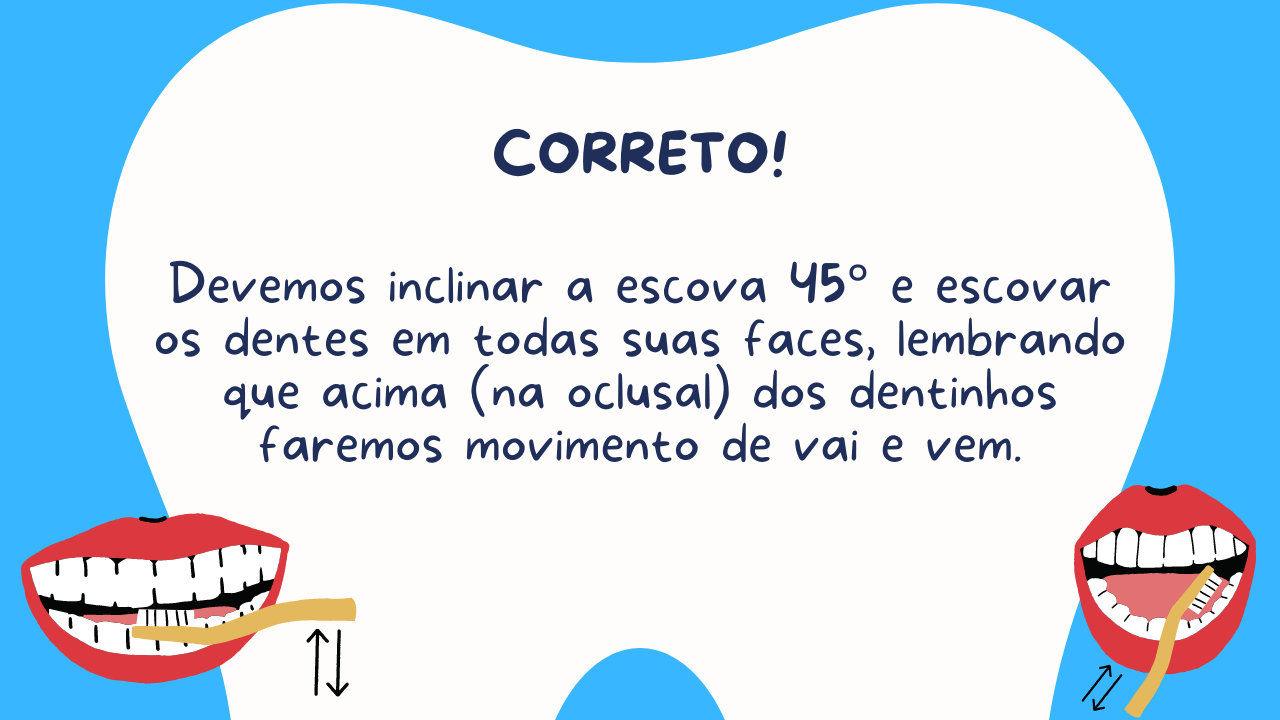 CORRETO!
Devemos inclinar a escova 45° e escovar
os dentes em todas suas faces, lembrando
que acima (na oclusal) dos dentinhos
faremos movimento de vai e vem.